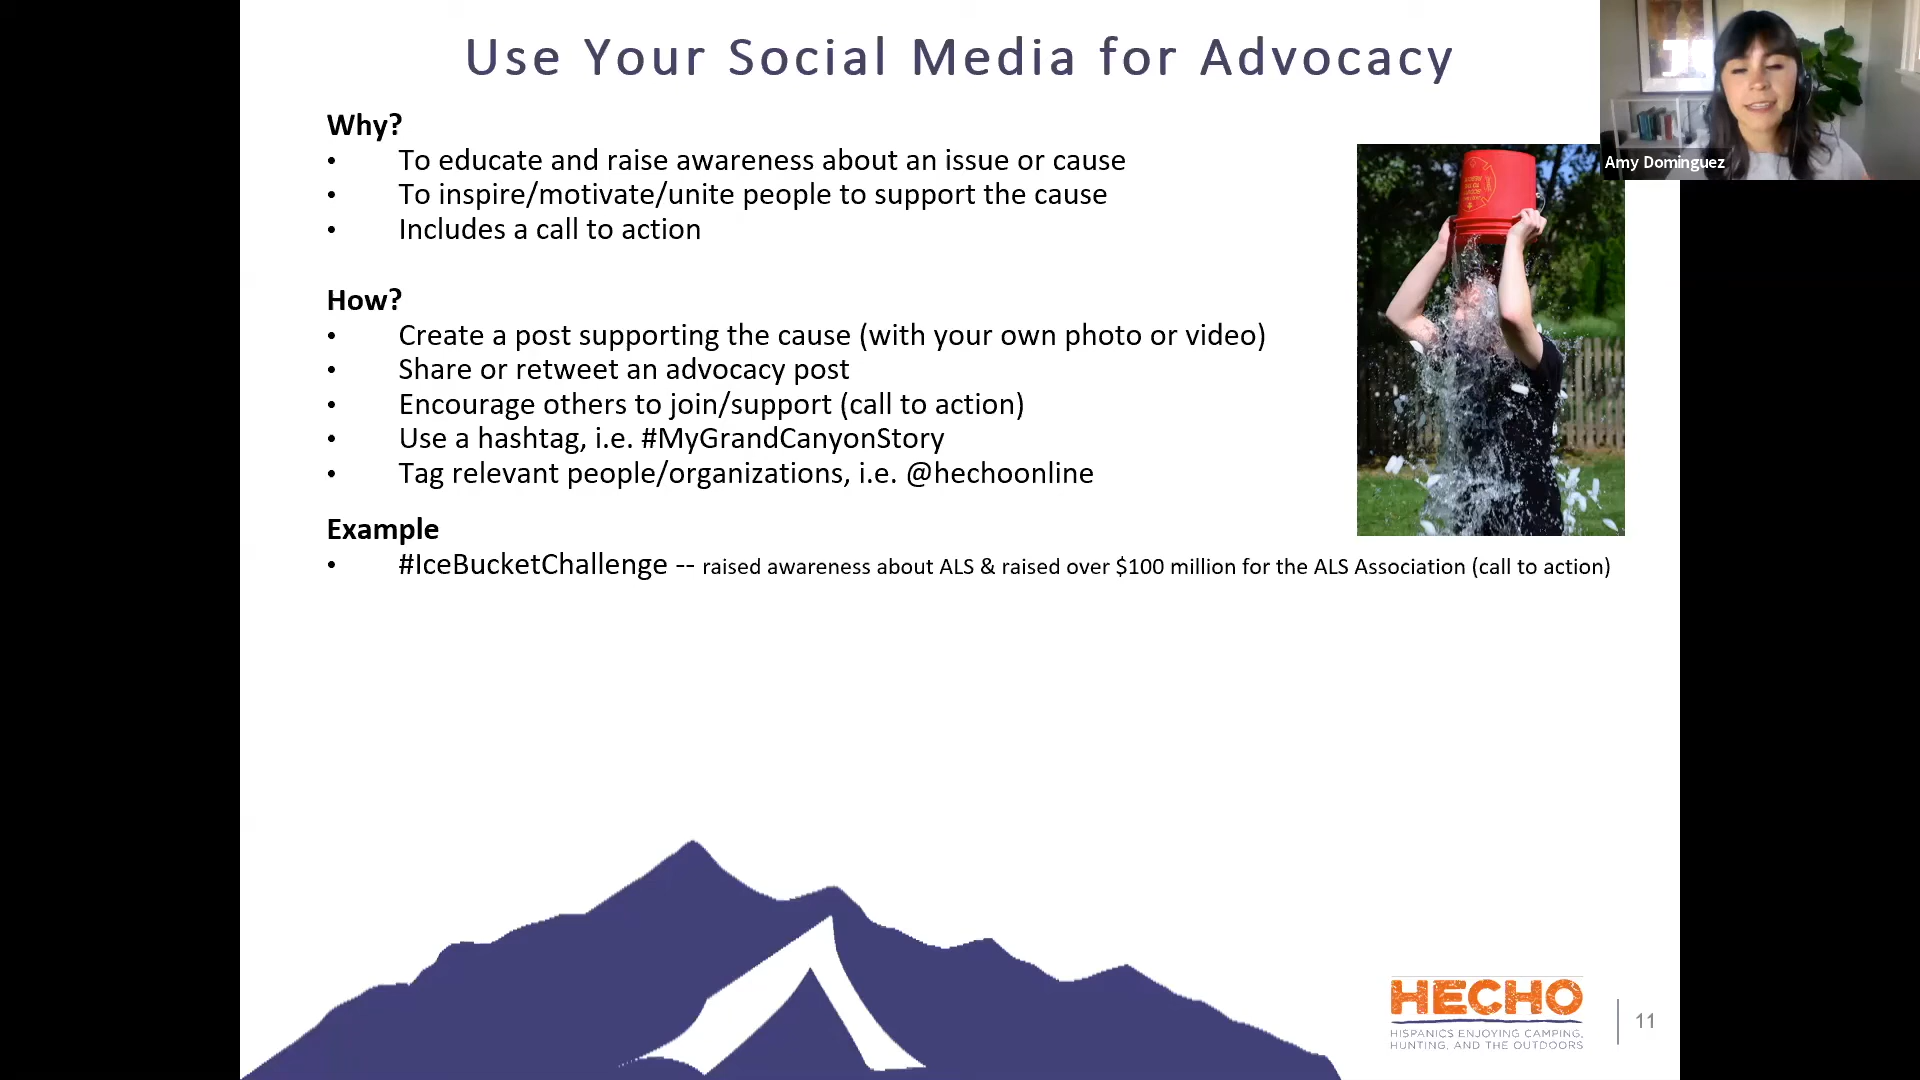 Use Your Social Media for Advocacy
Amy Dominguez
Why?
• To educate and raise awareness about an issue or cause
• To inspire/motivate/unite people to support the cause
• Includes a call to action
How?
• Create a post supporting the cause (with your own photo or video)
• Share or retweet an advocacy post
• Encourage others to join/support (call to action)
• Use a hashtag, i.e. #MyGrandCanyonStory
• Tag relevant people/organizations, i.e. @hechoonline
Example
• #IceBucketChallenge -- raised awareness about ALS & raised over $100 million for the ALS Association (call to action)
HECHO
HISPANICS ENJOYING CAMPING,
HUNTING, AND THE OUTDOORS
11